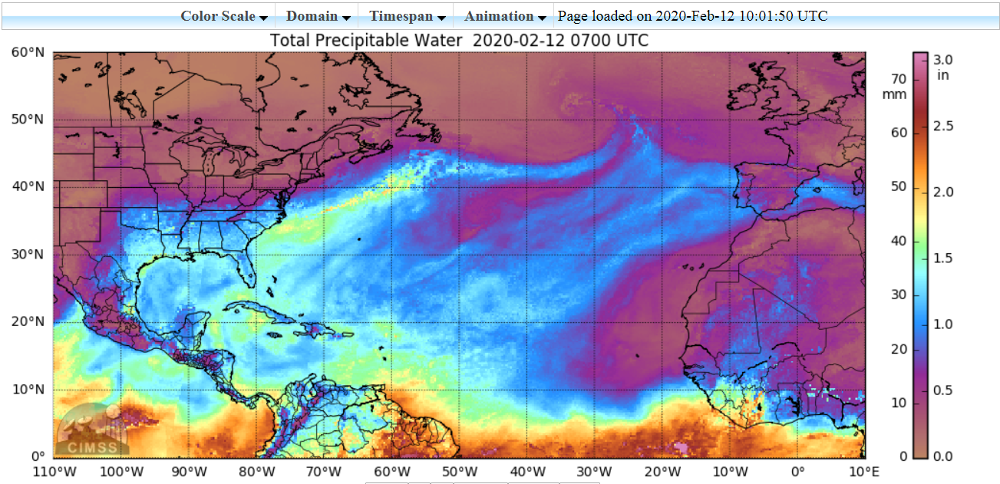 Color Scale Domain Timespan Animation Page loaded on 2020-Feb-12 10:01:50 UTC
Total Precipitable Water 2020-02-12 0700 UTC
60°N
50°N
40°N
30°N
20°N
10°N
0°
110°W 100°W 90°W 80°W 70°W 60°W 50°W 40°W 30°W 20°W 10°W 0° 10°E
CIMSS
70
mm
60
50
40
30
20
10
0
3.0
in
2.5
2.0
1.5
1.0
0.5
0.0